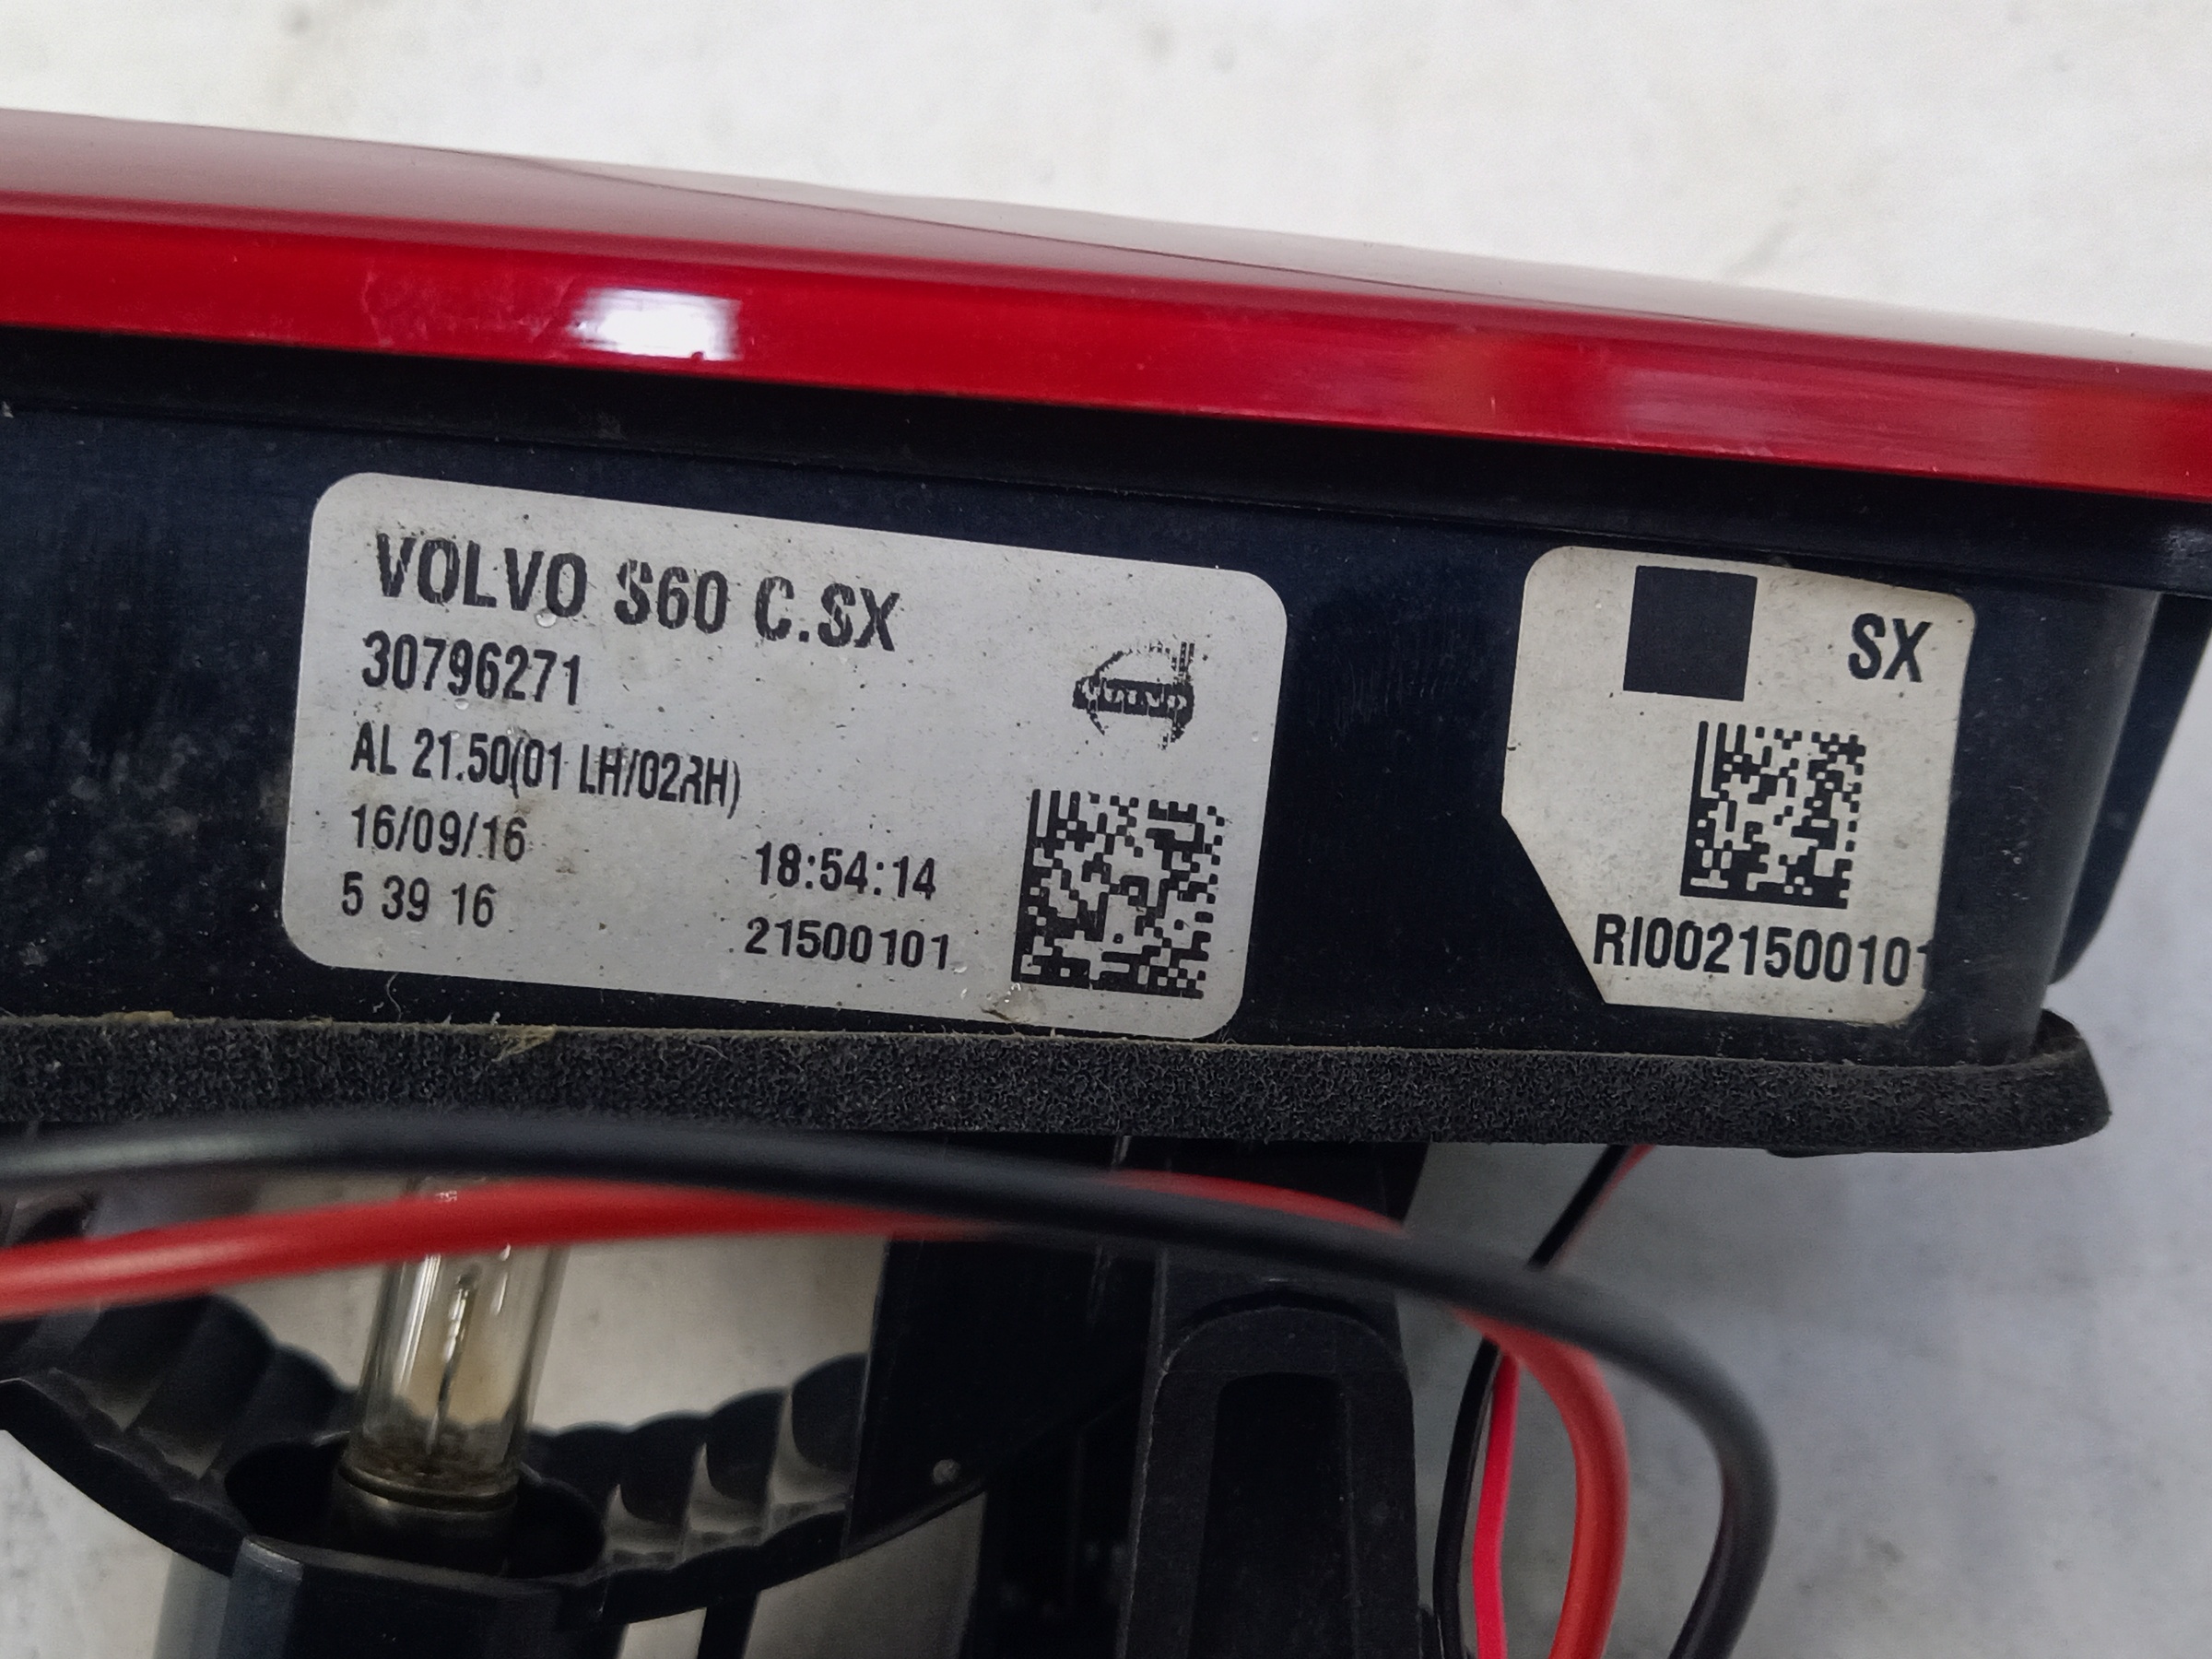 VOLVO S60 C.SX
30796271
VOLVO
AL 21.50(01 LH/02RH)
16/09/16 18:54:14
5 39 16 21500101
SX
RI0021500101